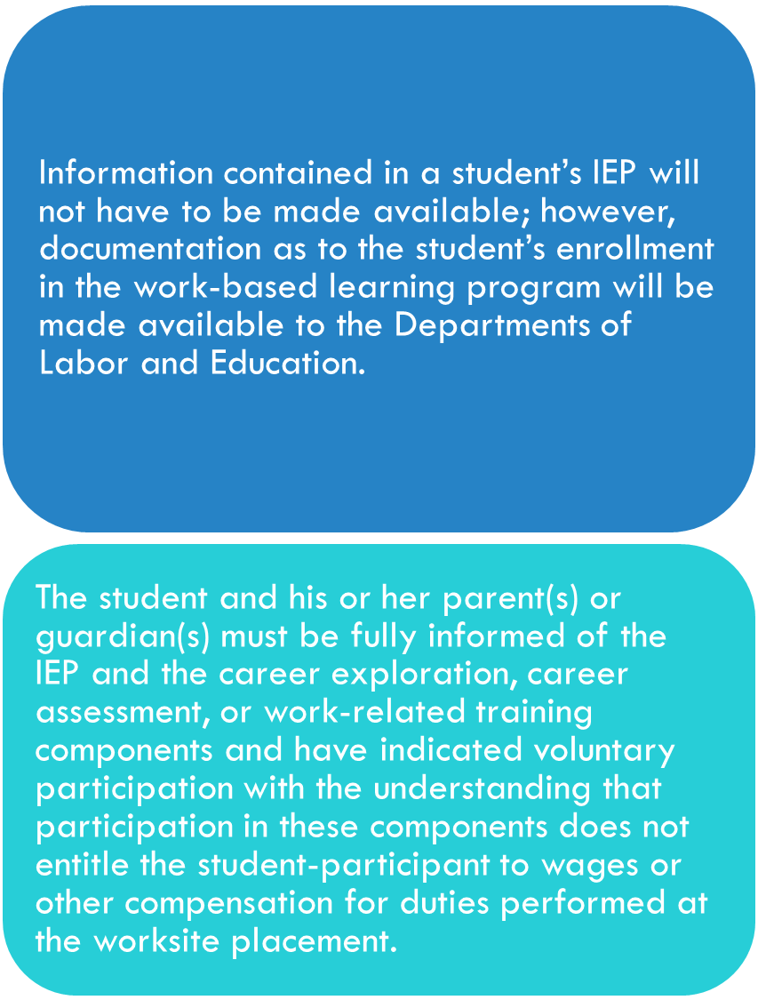 Information contained in a student’s IEP will
not have to be made available; however,
documentation as to the student’s enrollment
in the work-based learning program will be
made available to the Departments of
Labor and Education.
The student and his or her parent(s) or
guardian(s) must be fully informed of the
IEP and the career exploration, career
assessment, or work-related training
components and have indicated voluntary
participation with the understanding that
participation in these components does not
entitle the student-participant to wages or
other compensation for duties performed at
the worksite placement.